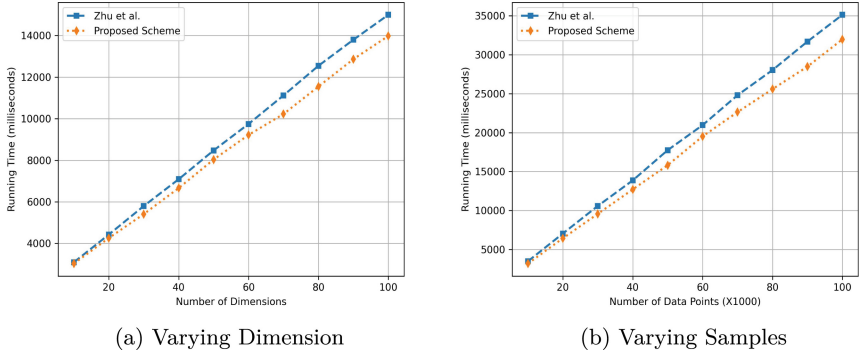 Zhu et al.
Proposed Scheme
14000
12000
10000
8000
6000
4000
Running Time (milliseconds)
20 40 60 80 100
Number of Dimensions
(a) Varying Dimension
Zhu et al.
Proposed Scheme
35000
30000
25000
20000
15000
10000
5000
Running Time (milliseconds)
20 40 60 80 100
Number of Data Points (X1000)
(b) Varying Samples